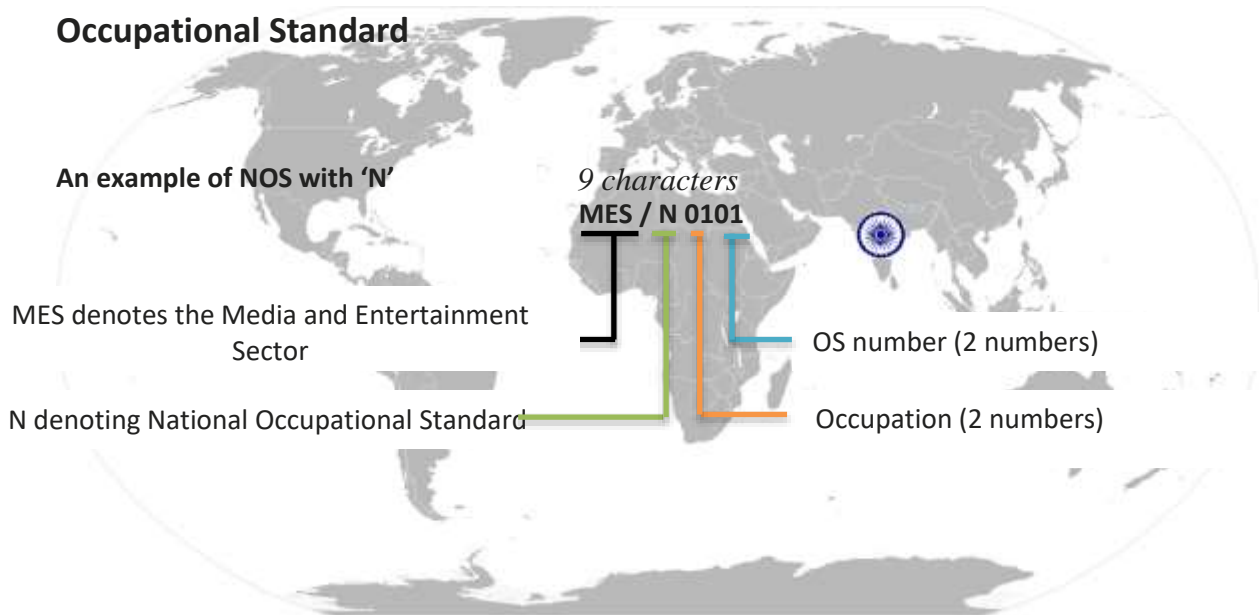 Occupational Standard
An example of NOS with ‘N’
9 characters
MES / N 0101
MES denotes the Media and Entertainment
Sector
OS number (2 numbers)
N denoting National Occupational Standard
Occupation (2 numbers)